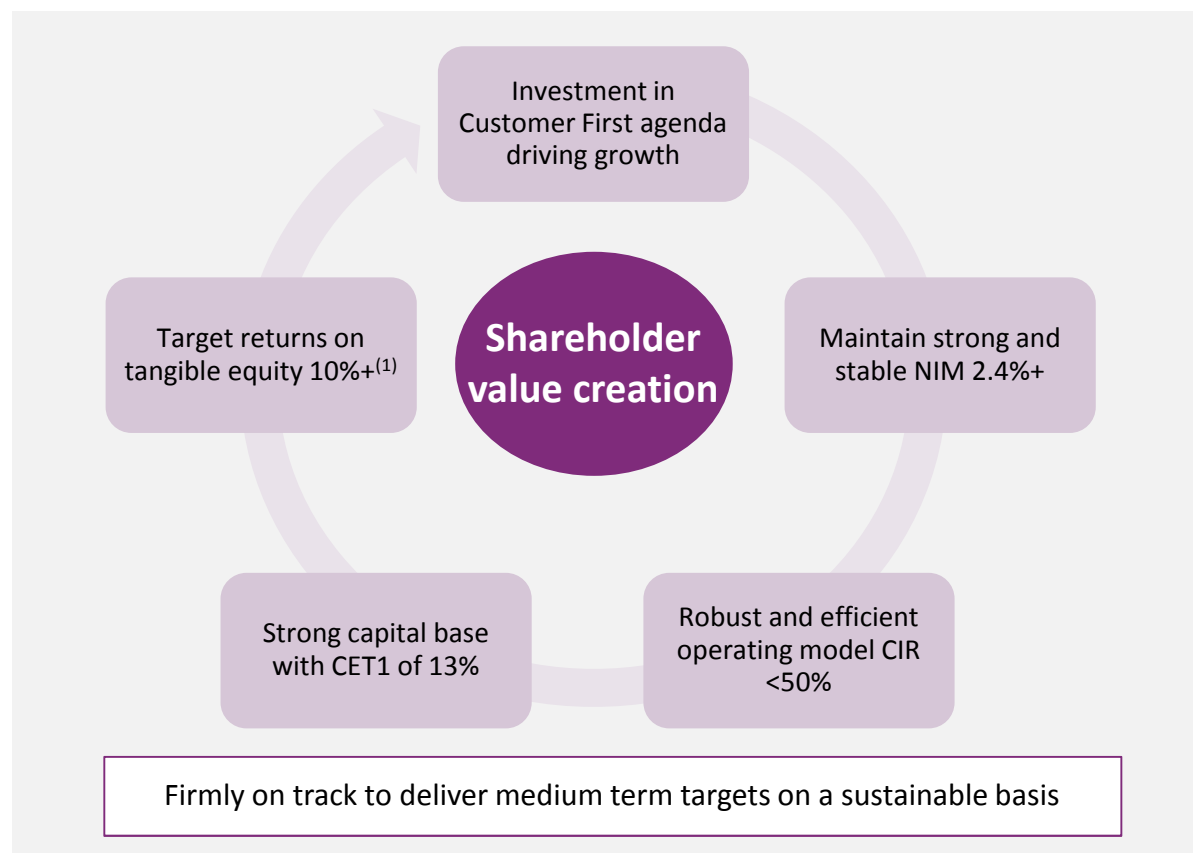 Investment in
Customer First agenda
driving growth
Shareholder
value creation
Maintain strong and
stable NIM 2.4%+
Robust and efficient
operating model CIR
<50%
Strong capital base
with CET1 of 13%
Target returns on
tangible equity 10%+(1)
Firmly on track to deliver medium term targets on a sustainable basis